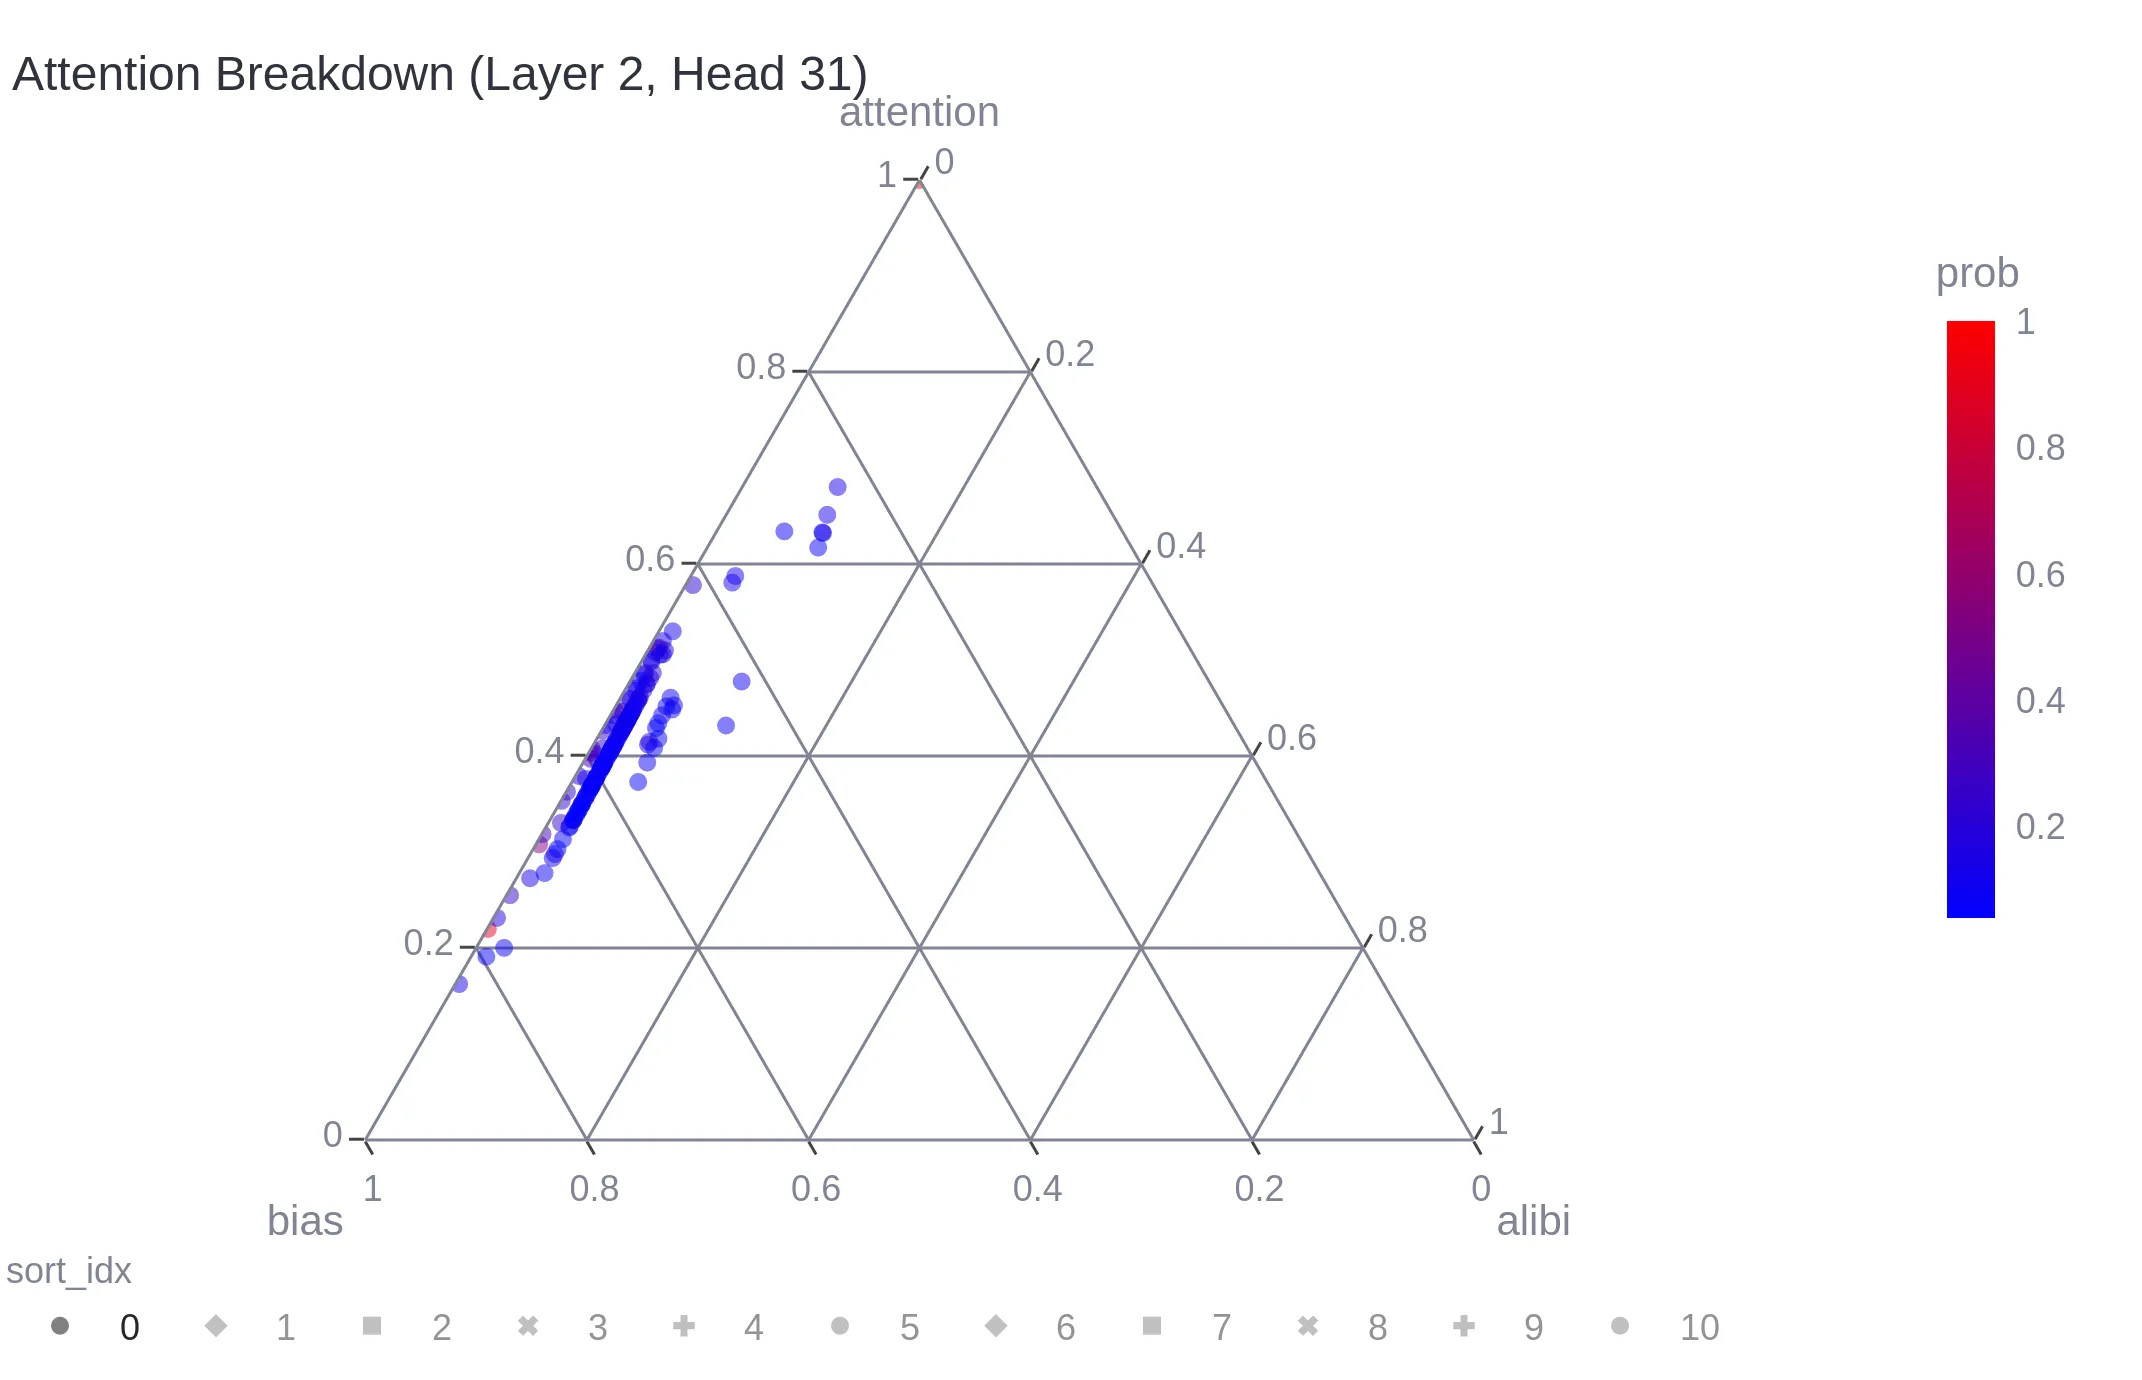 Attention Breakdown (Layer 2, Head 31)
attention
1 0
0.8 0.2
0.6 0.4
0.4 0.6
0.2 0.8
0 1
1 0.8 0.6 0.4 0.2 0
bias alibi
prob
1
0.8
0.6
0.4
0.2
sort_idx
0 1 2 3 4 5 6 7 8 9 10